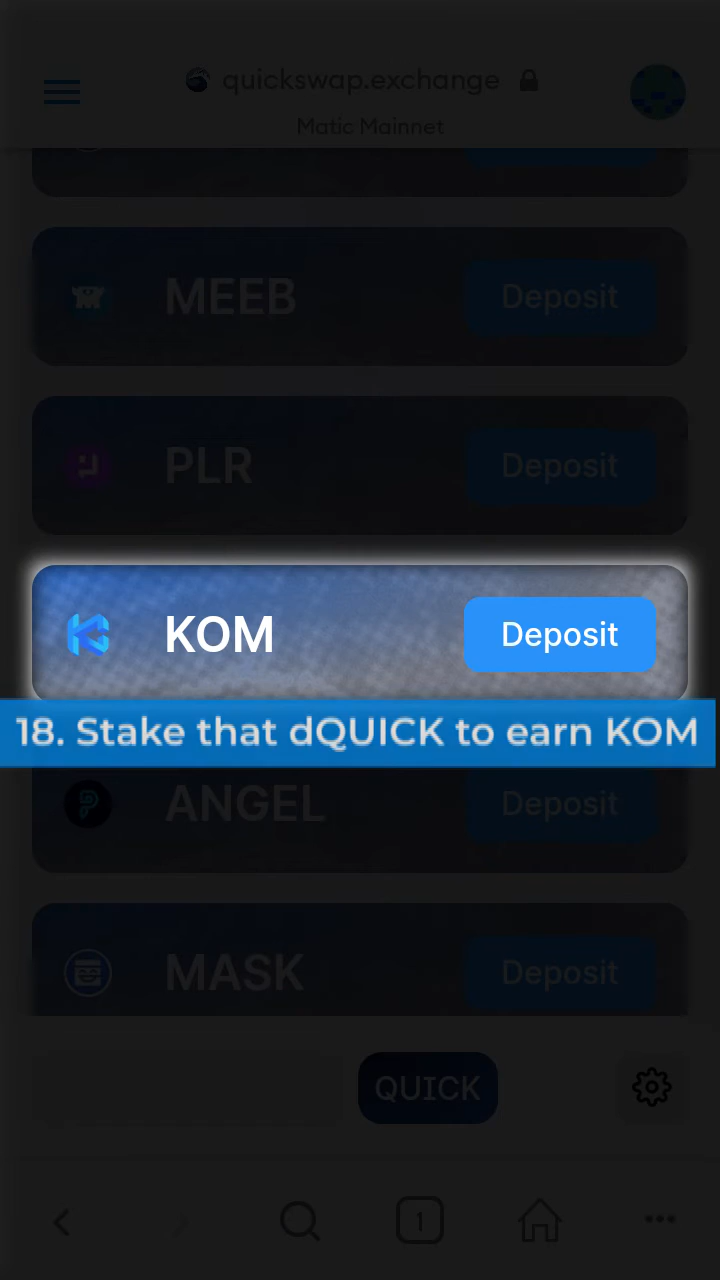 quickswap.exchange
Matic Mainnet
MEEB Deposit
PLR Deposit
KOM Deposit
18. Stake that dQUICK to earn KOM
ANGEL Deposit
MASK Deposit
QUICK
1